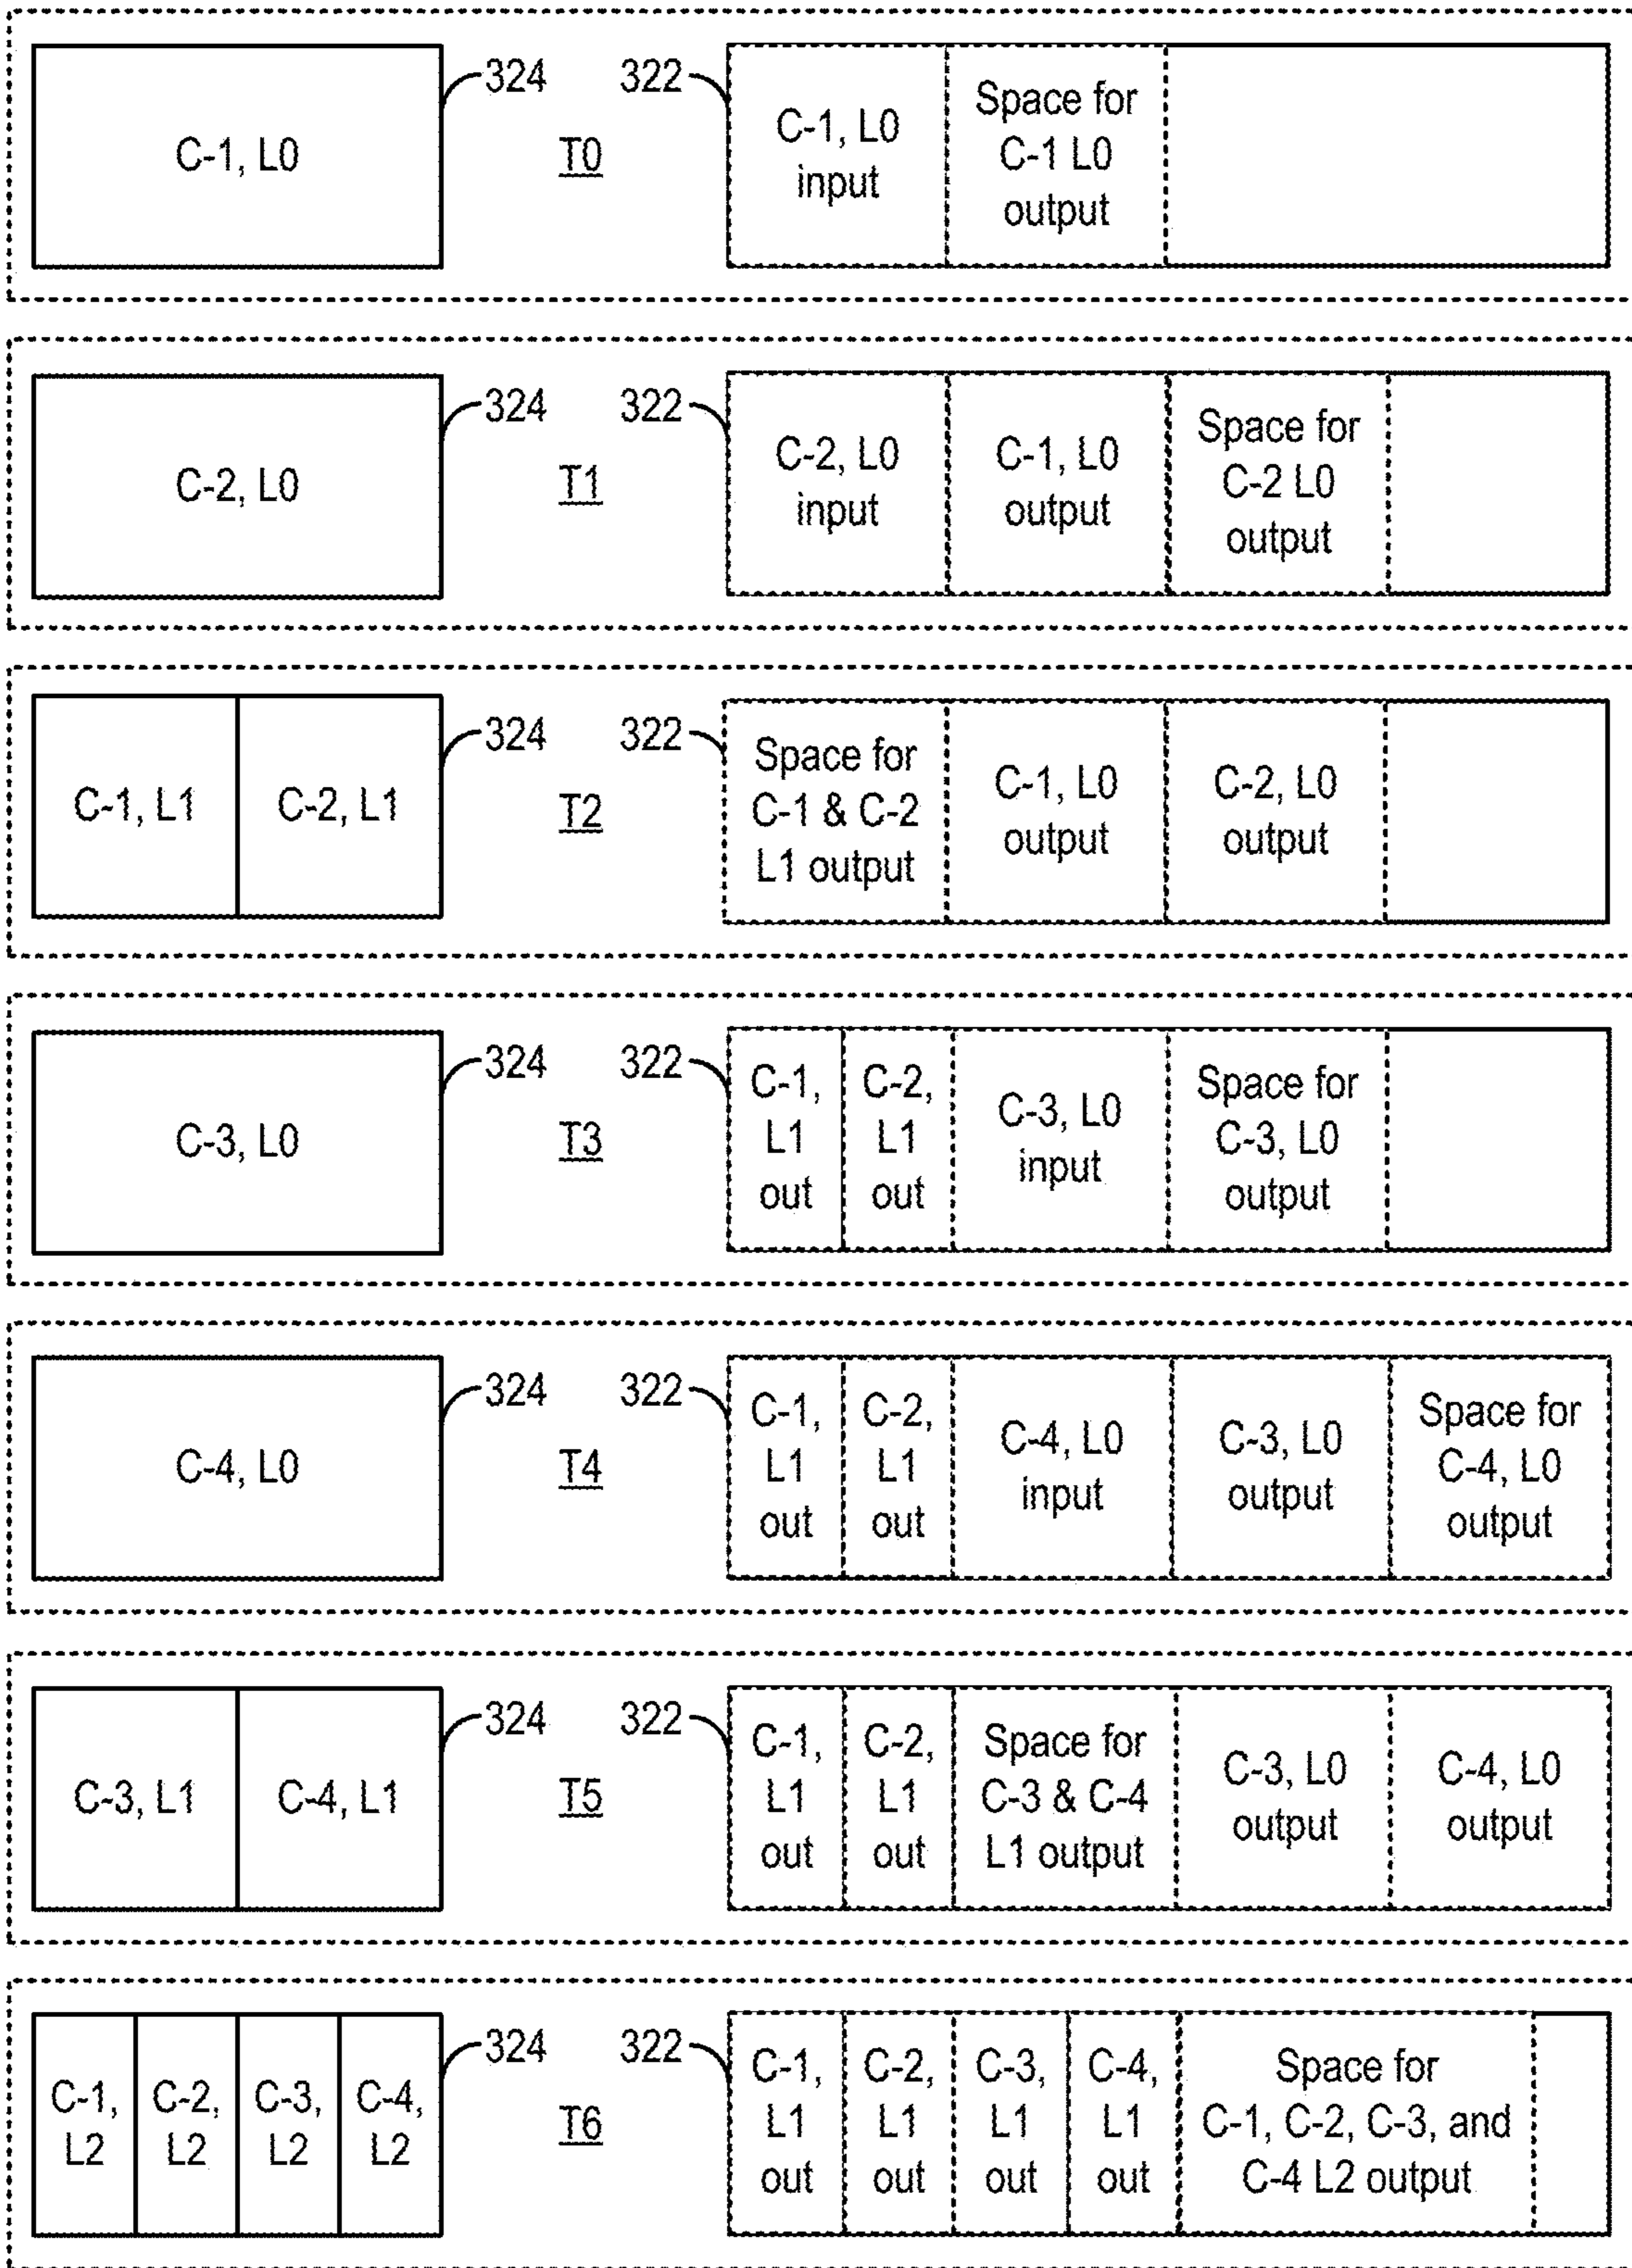 C-1, L0
324
T0
322
C-1, L0
input
Space for
C-1 L0
output
C-2, L0
324
T1
322
C-2, L0
input
C-1, L0
output
Space for
C-2 L0
output
C-1, L1
C-2, L1
324
T2
322
Space for
C-1 & C-2
L1 output
C-1, L0
output
C-2, L0
output
C-3, L0
324
T3
322
C-1,
L1
out
C-2,
L1
out
C-3, L0
input
Space for
C-3, L0
output
C-4, L0
324
T4
322
C-1,
L1
out
C-2,
L1
out
C-4, L0
input
C-3, L0
output
Space for
C-4, L0
output
C-3, L1
C-4, L1
324
T5
322
C-1,
L1
out
C-2,
L1
out
Space for
C-3 & C-4
L1 output
C-3, L0
output
C-4, L0
output
C-1,
L2
C-2,
L2
C-3,
L2
C-4,
L2
324
T6
322
C-1,
L1
out
C-2,
L1
out
C-3,
L1
out
C-4,
L1
out
Space for
C-1, C-2, C-3, and
C-4 L2 output